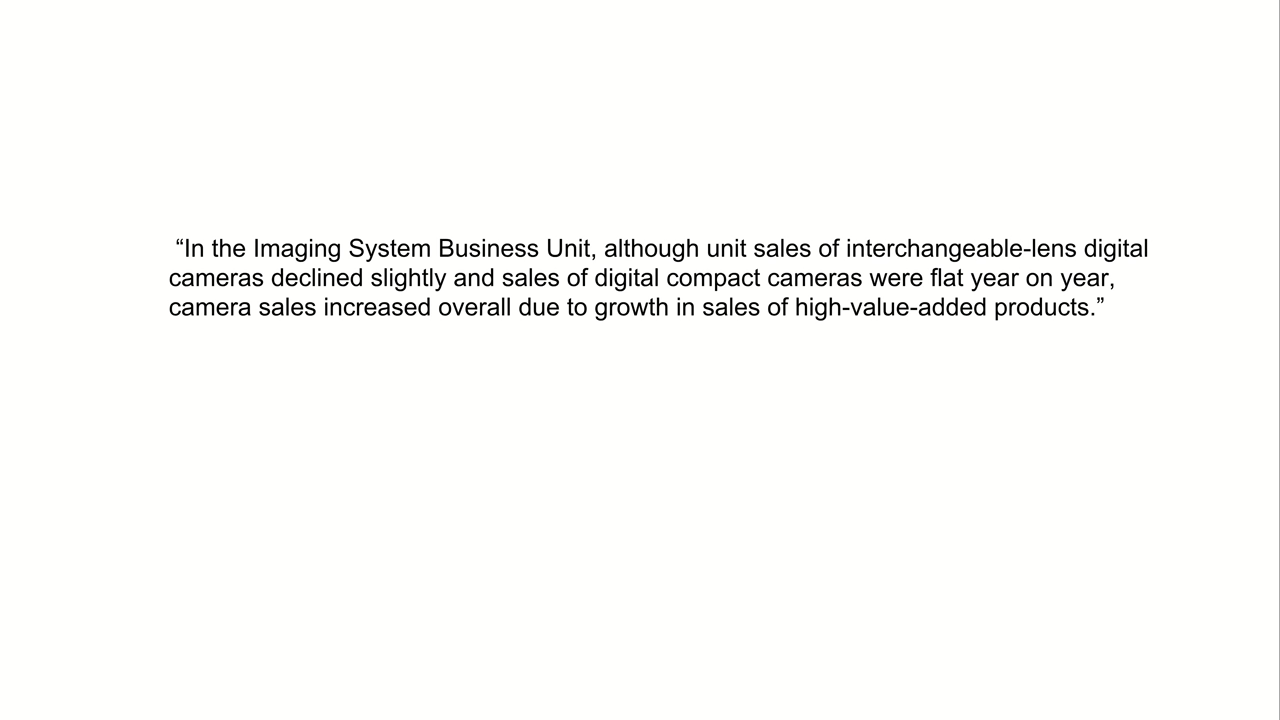 “In the Imaging System Business Unit, although unit sales of interchangeable-lens digital
cameras declined slightly and sales of digital compact cameras were flat year on year,
camera sales increased overall due to growth in sales of high-value-added products.”